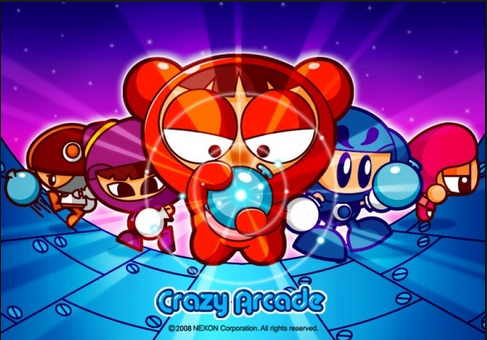 Crazy Arcade
©2008 NEXON Corporation. All rights reserved.